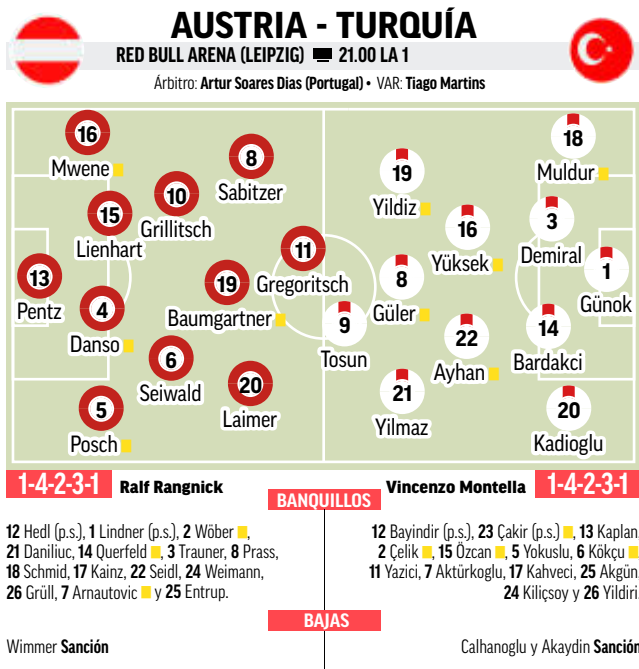 AUSTRIA - TURQUÍA
RED BULL ARENA (LEIPZIG) 21.00 LA 1
Árbitro: Artur Soares Dias (Portugal) • VAR: Tiago Martins
16
Mwene
15
Lienhart
13
Pentz
4
Danso
5
Posch
10
Grillitsch
6
Seiwald
8
Sabitzer
19
Baumgartner
20
Laimer
11
Gregoritsch
9
Tosun
19
Yildiz
8
Güler
21
Yilmaz
16
Yüksek
22
Ayhan
18
Muldur
3
Demiral
14
Bardakci
20
Kadioglu
1
Günok
1-4-2-3-1 Ralf Rangnick
Vincenzo Montella 1-4-2-3-1
BANQUILLOS
12 Hedl (p.s.), 1 Lindner (p.s.), 2 Wöber,
21 Daniliuc, 14 Querfeld, 3 Trauner, 8 Prass,
18 Schmid, 17 Kainz, 22 Seidl, 24 Weimann,
26 Grüll, 7 Arnautovic y 25 Entrup.
12 Bayindir (p.s.), 23 Çakir (p.s.), 13 Kaplan,
2 Çelik, 15 Özcan, 5 Yokuslu, 6 Kökçu
11 Yazici, 7 Aktürkoglu, 17 Kahveci, 25 Akgün,
24 Kiliçsoy y 26 Yildiri.
BAJAS
Wimmer Sanción
Calhanoglu y Akaydin Sanción